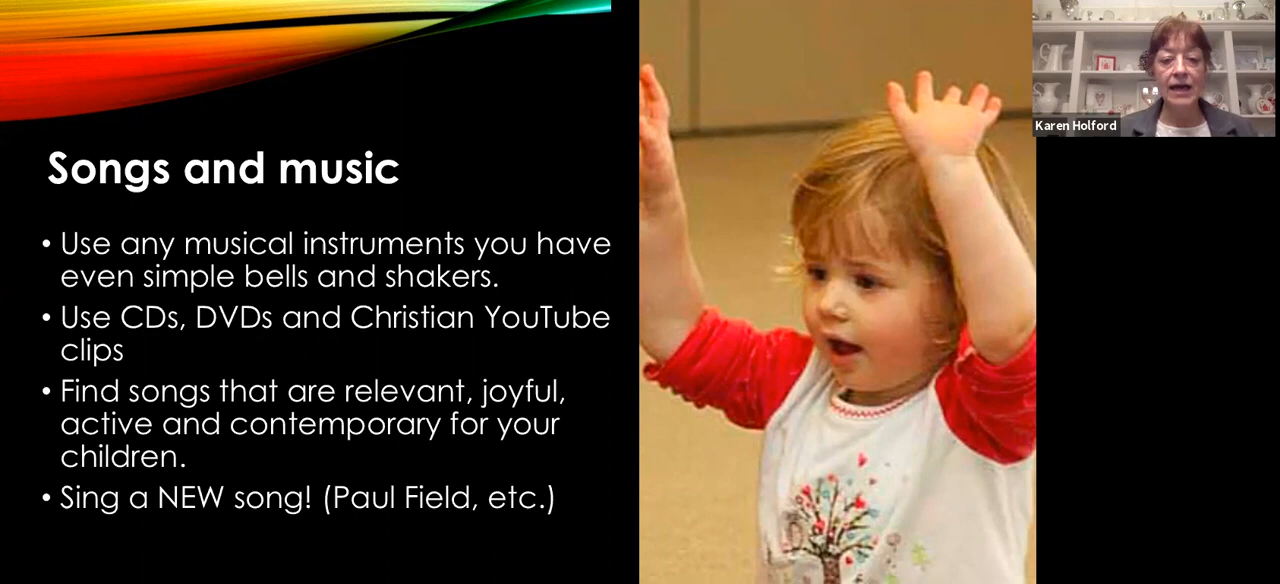 Songs and music
• Use any musical instruments you have
even simple bells and shakers.
• Use CDs, DVDs and Christian YouTube
clips
• Find songs that are relevant, joyful,
active and contemporary for your
children.
• Sing a NEW song! (Paul Field, etc.)
Karen Holford